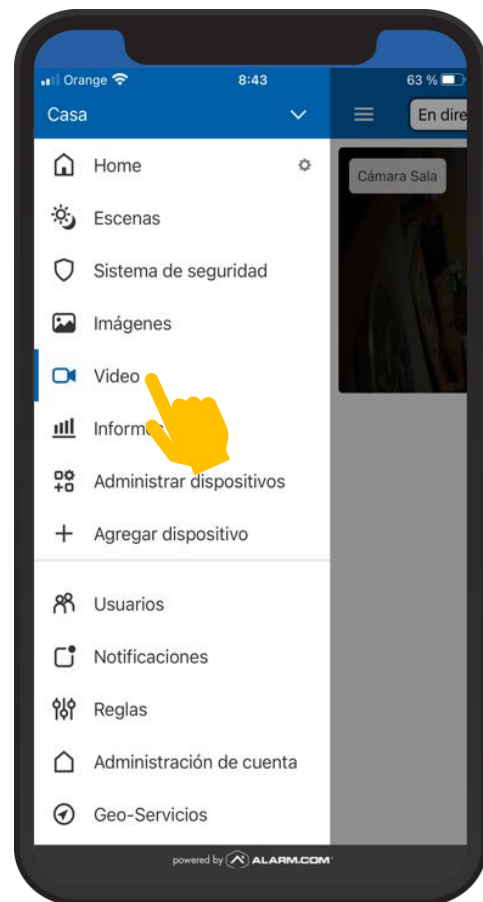 Orange 8:43 63 %
Casa En dire
Home
Cámara Sala
Escenas
Sistema de seguridad
Imágenes
Video
Administrar dispositivos
Agregar dispositivo
Usuarios
Notificaciones
Reglas
Administración de cuenta
Geo-Servicios
powered by ALARM.COM